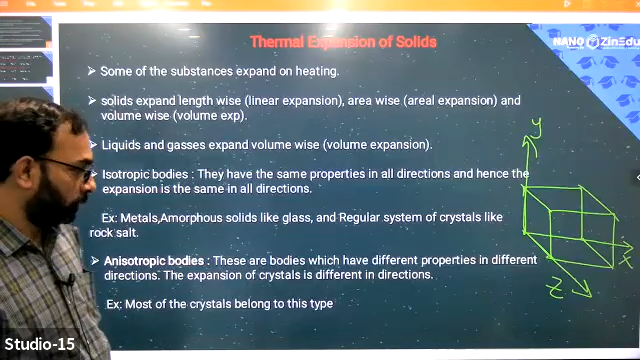 Thermal Expansion of Solids
NANO ZinEdu
➢ Some of the substances expand on heating.
➢ solids expand length wise (linear expansion), area wise (areal expansion) and
volume wise (volume exp).
➢ Liquids and gasses expand volume wise (volume expansion).
➢ Isotropic bodies : They have the same properties in all directions and hence the
expansion is the same in all directions.
Ex: Metals,Amorphous solids like glass, and Regular system of crystals like
rock salt.
➢ Anisotropic bodies : These are bodies which have different properties in different
directions. The expansion of crystals is different in directions.
Ex: Most of the crystals belong to this type
y
x
z
Studio-15